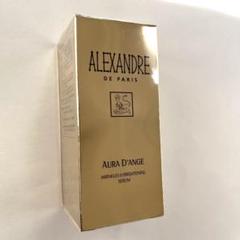 ALEXANDRE
DE PARIS
AURA D'ANGE
WRINKLES & BRIGHTENING
SERUM